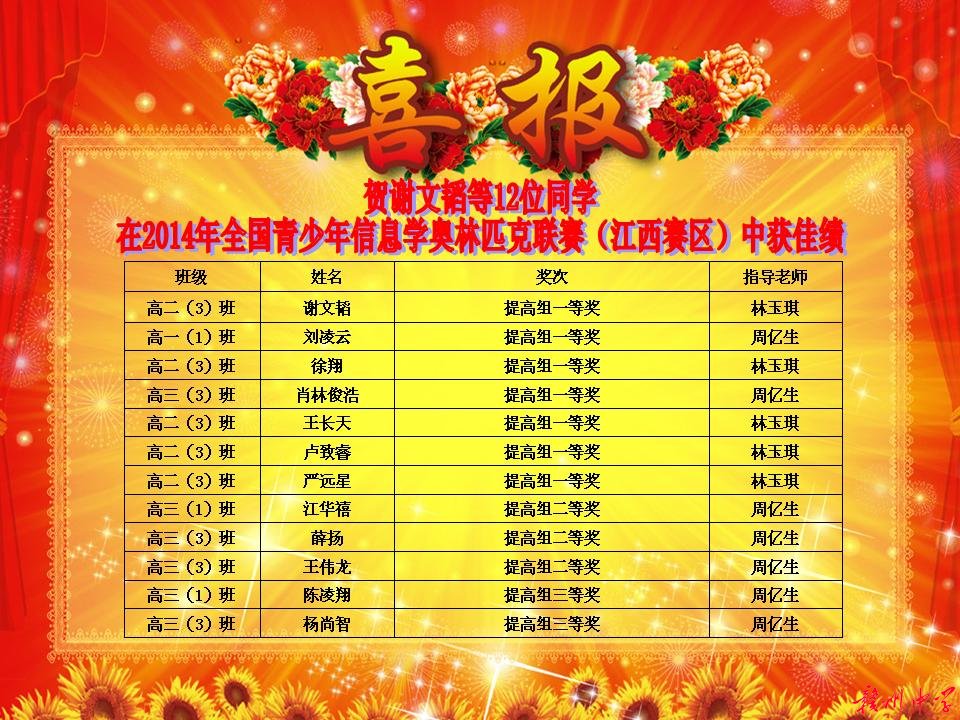 喜报
贺谢文韬等12位同学
在2014年全国青少年信息学奥林匹克联赛（江西赛区）中获佳绩
班级 姓名 奖次 指导老师
高二（3）班 谢文韬 提高组一等奖 林玉琪
高一（1）班 刘凌云 提高组一等奖 周亿生
高二（3）班 徐翔 提高组一等奖 林玉琪
高三（3）班 肖林俊浩 提高组一等奖 周亿生
高二（3）班 王长天 提高组一等奖 林玉琪
高二（3）班 卢致睿 提高组一等奖 林玉琪
高二（3）班 严远星 提高组一等奖 林玉琪
高三（1）班 江华禧 提高组二等奖 周亿生
高三（3）班 薛扬 提高组二等奖 周亿生
高三（3）班 王伟龙 提高组二等奖 周亿生
高三（1）班 陈凌翔 提高组三等奖 周亿生
高三（3）班 杨尚智 提高组三等奖 周亿生
赣州中学